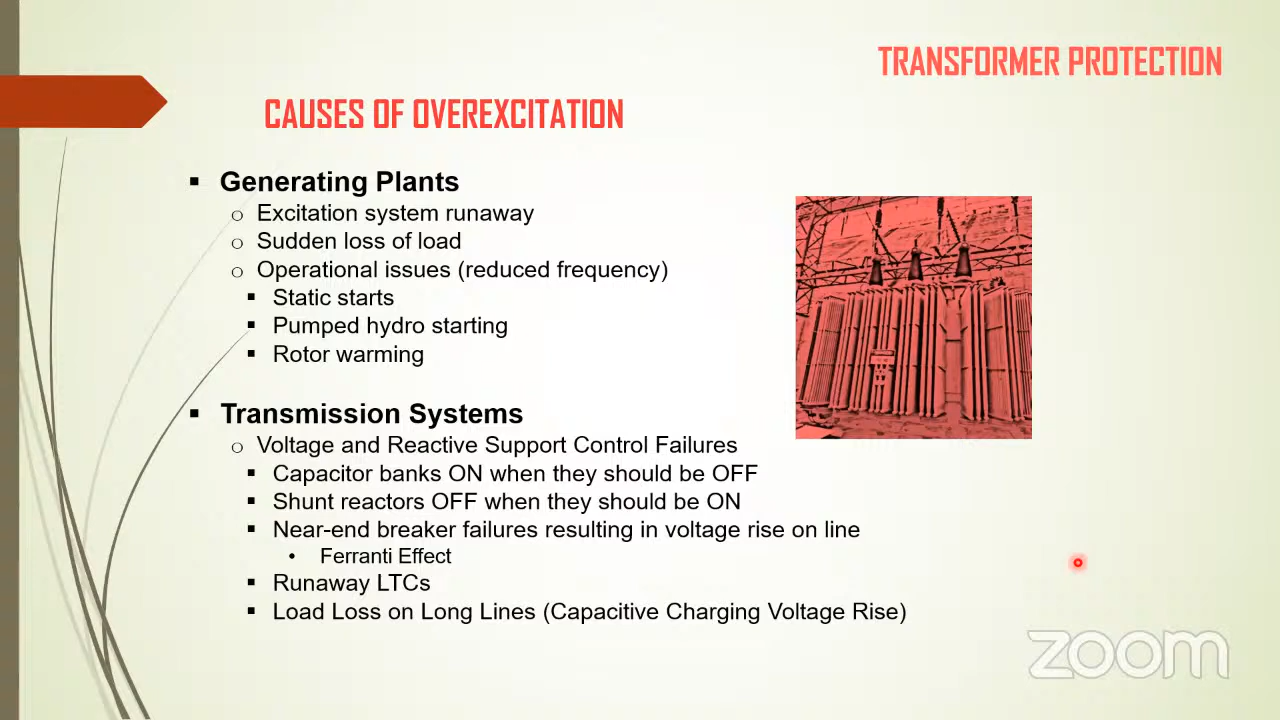 TRANSFORMER PROTECTION
CAUSES OF OVEREXCITATION
▪ Generating Plants
o Excitation system runaway
o Sudden loss of load
o Operational issues (reduced frequency)
▪ Static starts
▪ Pumped hydro starting
▪ Rotor warming
▪ Transmission Systems
o Voltage and Reactive Support Control Failures
▪ Capacitor banks ON when they should be OFF
▪ Shunt reactors OFF when they should be ON
▪ Near-end breaker failures resulting in voltage rise on line
• Ferranti Effect
▪ Runaway LTCs
▪ Load Loss on Long Lines (Capacitive Charging Voltage Rise)
zoom